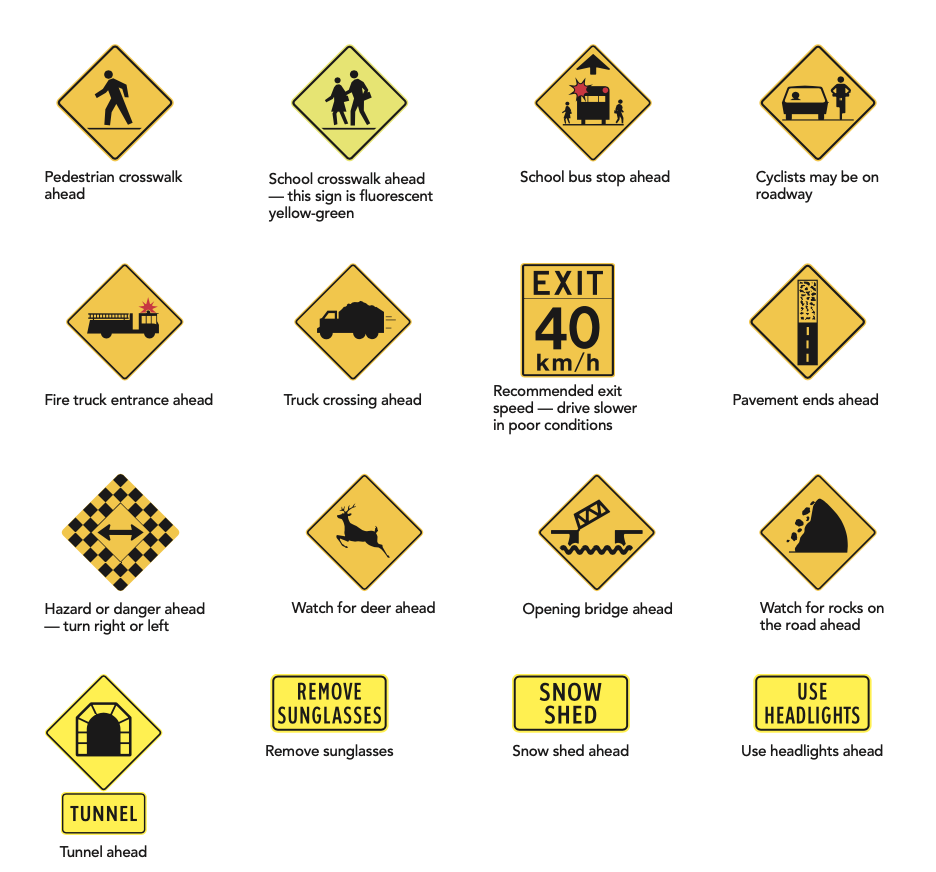 Pedestrian crosswalk
ahead
School crosswalk ahead
— this sign is fluorescent
yellow-green
School bus stop ahead
Cyclists may be on
roadway
Fire truck entrance ahead
Truck crossing ahead
EXIT
40
km/h
Recommended exit
speed — drive slower
in poor conditions
Pavement ends ahead
Hazard or danger ahead
— turn right or left
Watch for deer ahead
Opening bridge ahead
Watch for rocks on
the road ahead
TUNNEL
Tunnel ahead
REMOVE
SUNGLASSES
Remove sunglasses
SNOW
SHED
Snow shed ahead
USE
HEADLIGHTS
Use headlights ahead